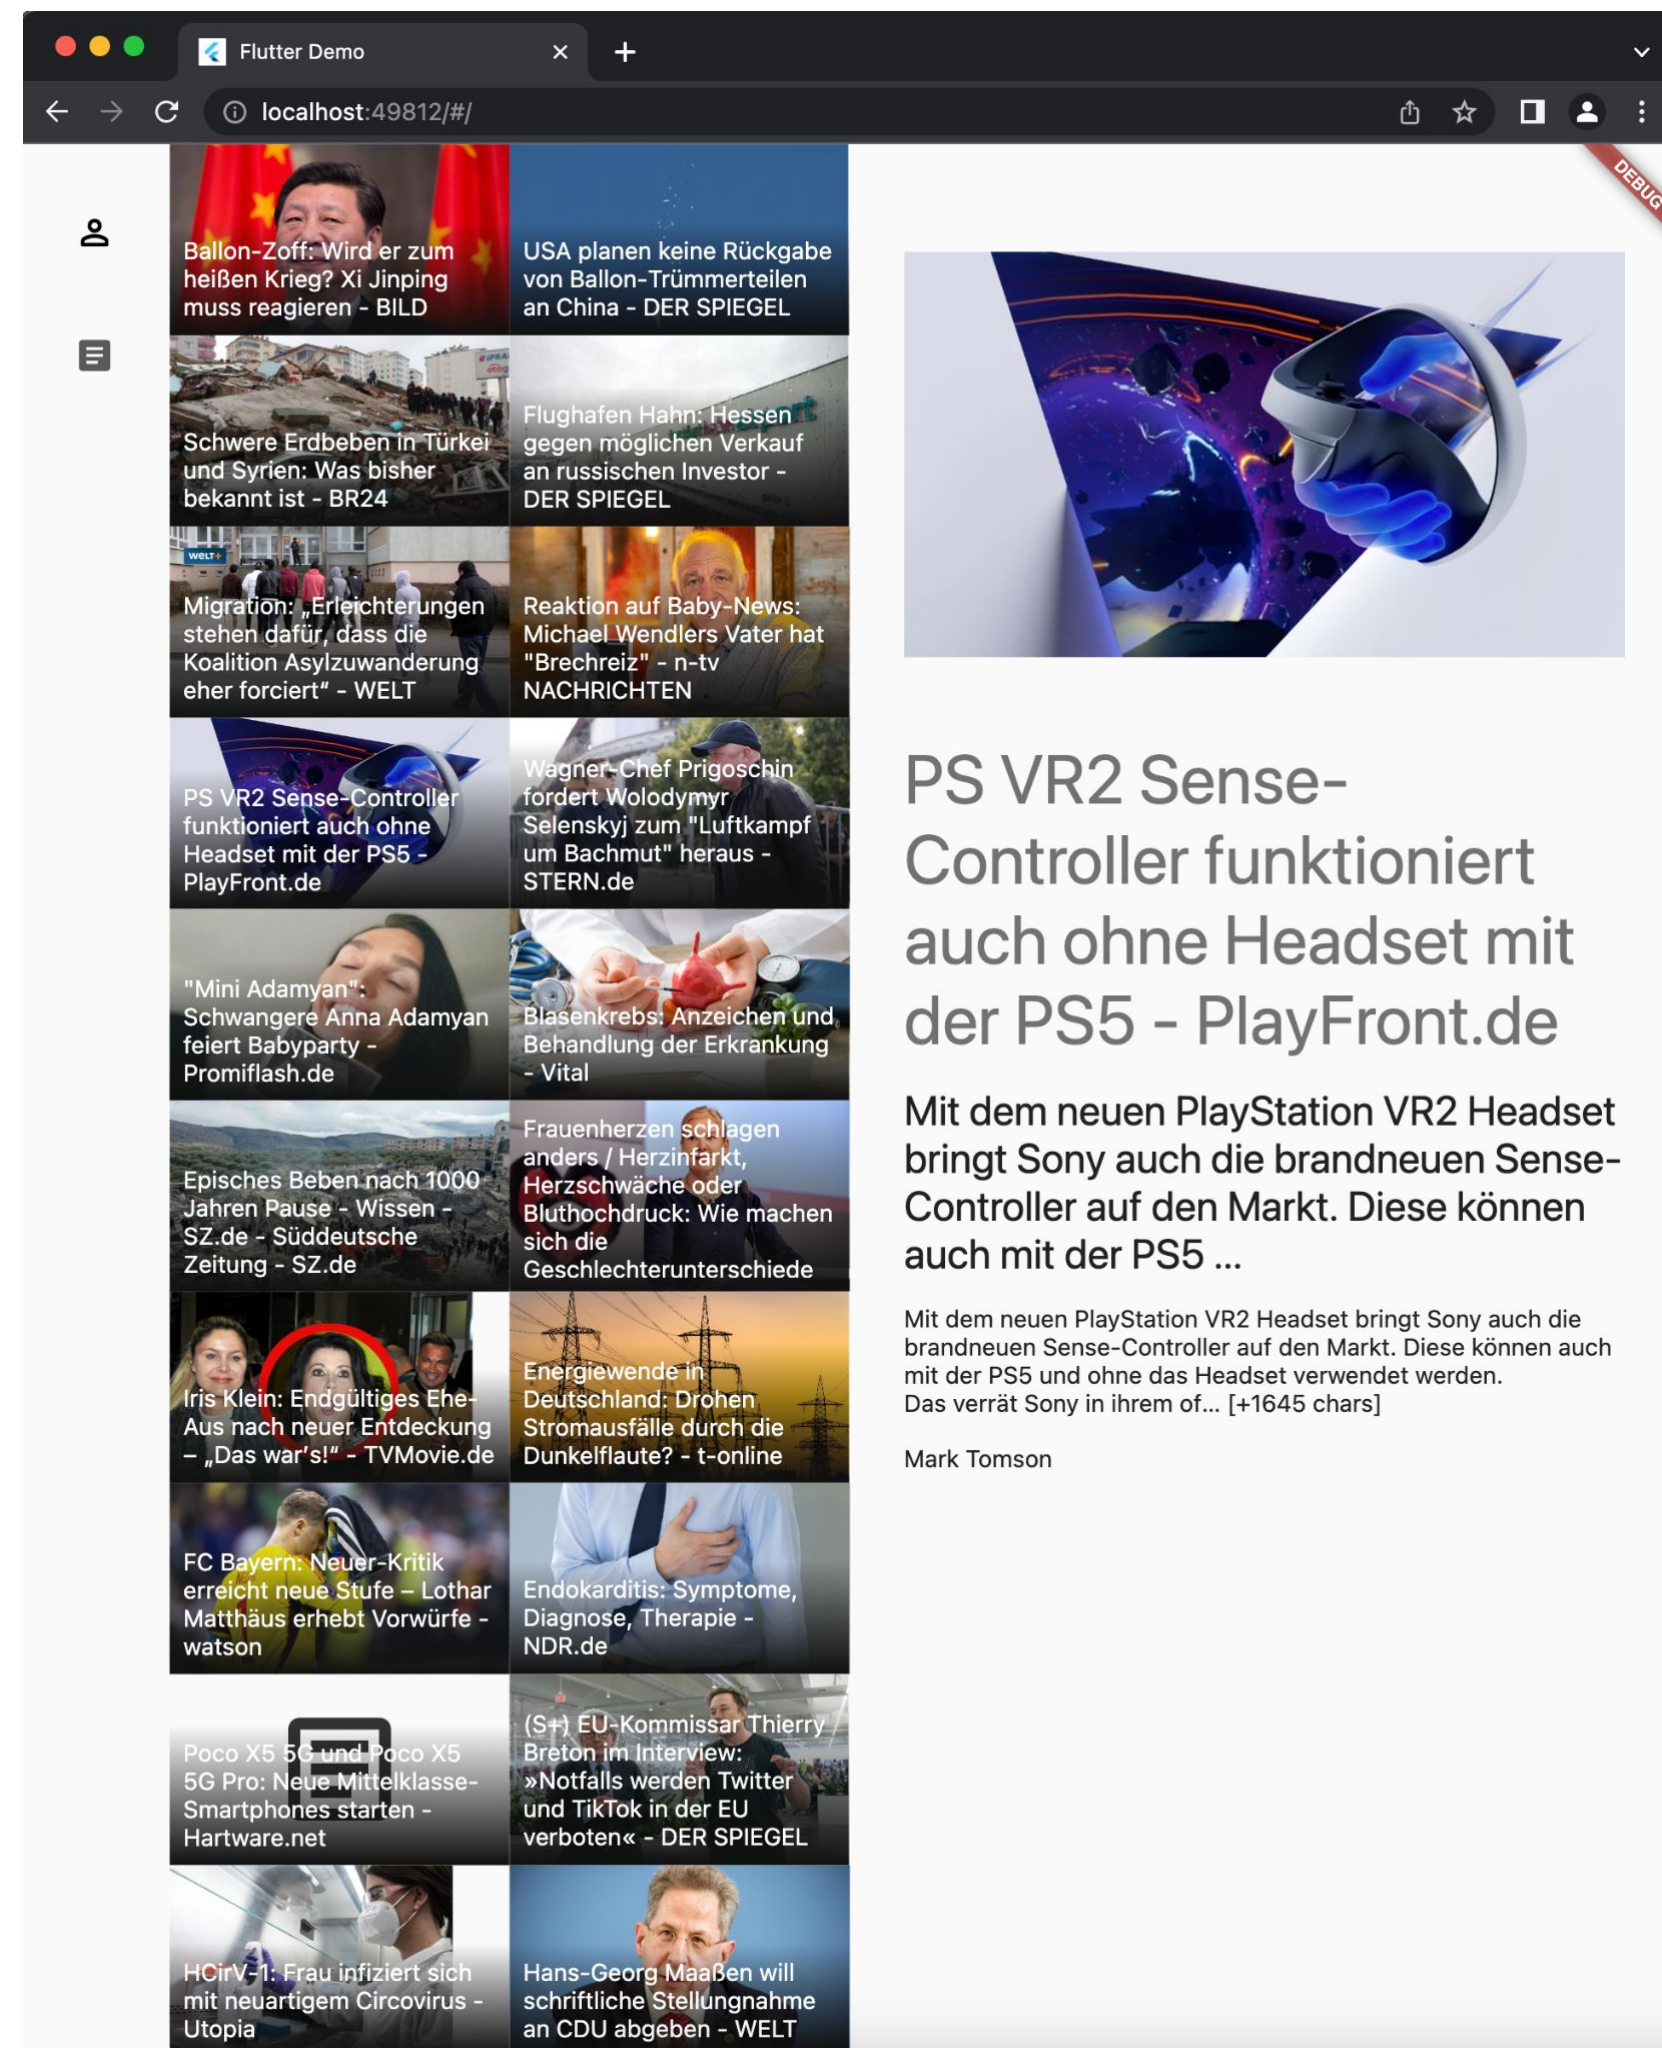 Flutter Demo
localhost:49812/#/
DEBUG
Ballon-Zoff: Wird er zum
heißen Krieg? Xi Jinping
muss reagieren - BILD
USA planen keine Rückgabe
von Ballon-Trümmerteilen
an China - DER SPIEGEL
Schwere Erdbeben in Türkei
und Syrien: Was bisher
bekannt ist - BR24
Flughafen Hahn: Hessen
gegen möglichen Verkauf
an russischen Investor -
DER SPIEGEL
WELT+
Migration: „Erleichterungen
stehen dafür, dass die
Koalition Asylzuwanderung
eher forciert“ - WELT
Reaktion auf Baby-News:
Michael Wendlers Vater hat
"Brechreiz" - n-tv
NACHRICHTEN
PS VR2 Sense-Controller
funktioniert auch ohne
Headset mit der PS5 -
PlayFront.de
Wagner-Chef Prigoschin
fordert Wolodymyr
Selenskyj zum "Luftkampf
um Bachmut" heraus -
STERN.de
"Mini Adamyan":
Schwangere Anna Adamyan
feiert Babyparty -
Promiflash.de
Blasenkrebs: Anzeichen und
Behandlung der Erkrankung
- Vital
Episches Beben nach 1000
Jahren Pause - Wissen -
SZ.de - Süddeutsche
Zeitung - SZ.de
Frauenherzen schlagen
anders / Herzinfarkt,
Herzschwäche oder
Bluthochdruck: Wie machen
sich die
Geschlechterunterschiede
Iris Klein: Endgültiges Ehe-
Aus nach neuer Entdeckung
– „Das war’s!“ - TVMovie.de
Energiewende in
Deutschland: Drohen
Stromausfälle durch die
Dunkelflaute? - t-online
FC Bayern: Neuer-Kritik
erreicht neue Stufe – Lothar
Matthäus erhebt Vorwürfe -
watson
Endokarditis: Symptome,
Diagnose, Therapie -
NDR.de
Poco X5 5G und Poco X5
5G Pro: Neue Mittelklasse-
Smartphones starten -
Hartware.net
(S+) EU-Kommissar Thierry
Breton im Interview:
»Notfalls werden Twitter
und TikTok in der EU
verboten« - DER SPIEGEL
HCirV-1: Frau infiziert sich
mit neuartigem Circovirus -
Utopia
Hans-Georg Maaßen will
schriftliche Stellungnahme
an CDU abgeben - WELT
PS VR2 Sense-
Controller funktioniert
auch ohne Headset mit
der PS5 - PlayFront.de
Mit dem neuen PlayStation VR2 Headset
bringt Sony auch die brandneuen Sense-
Controller auf den Markt. Diese können
auch mit der PS5 ...
Mit dem neuen PlayStation VR2 Headset bringt Sony auch die
brandneuen Sense-Controller auf den Markt. Diese können auch
mit der PS5 und ohne das Headset verwendet werden.
Das verrät Sony in ihrem of... [+1645 chars]
Mark Tomson